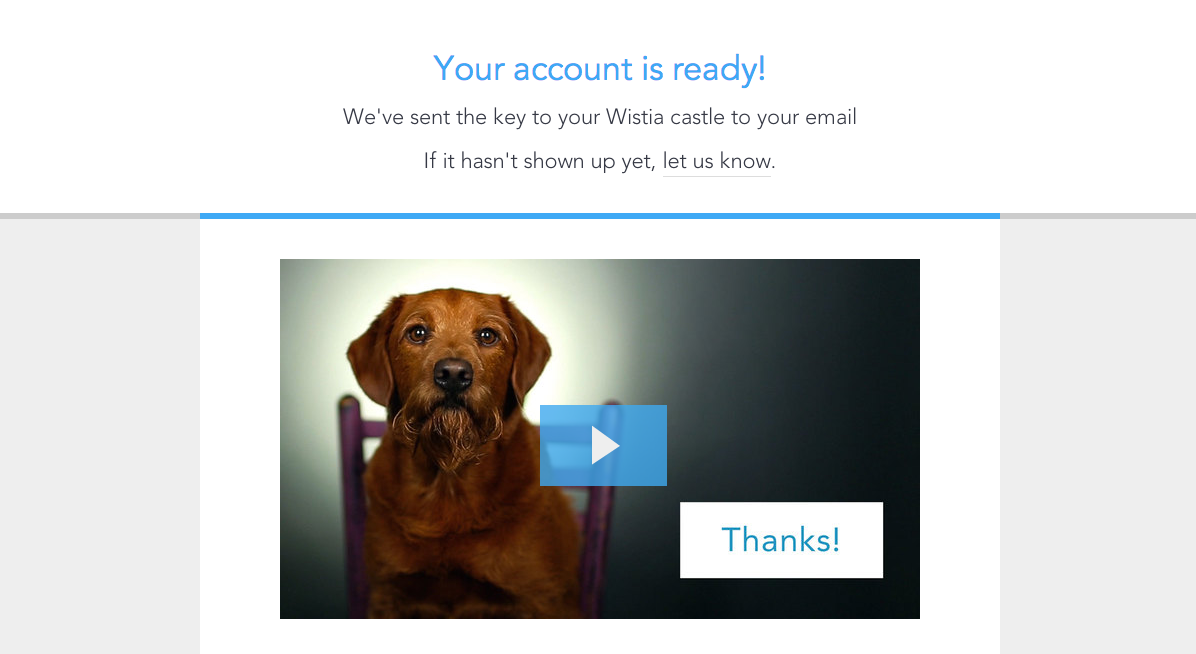 Your account is ready!
We've sent the key to your Wistia castle to your email
If it hasn't shown up yet, let us know.
Thanks!